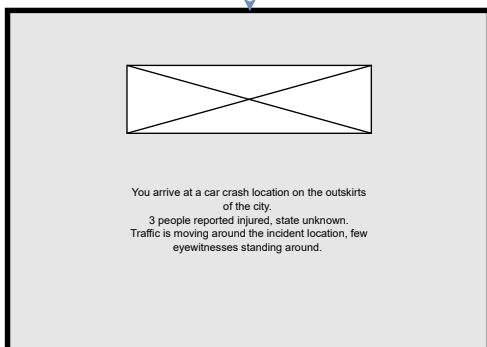 You arrive at a car crash location on the outskirts
of the city.
3 people reported injured, state unknown.
Traffic is moving around the incident location, few
eyewitnesses standing around.